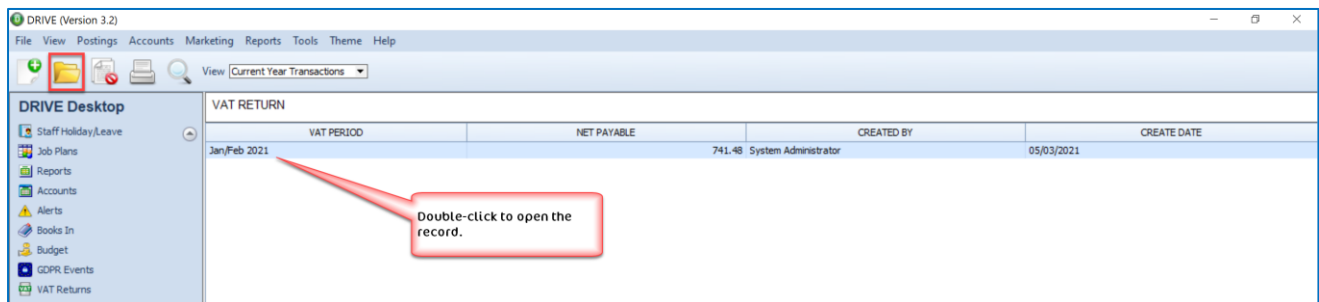 DRIVE (Version 3.2)
File View Postings Accounts Marketing Reports Tools Theme Help
View Current Year Transactions
DRIVE Desktop
VAT RETURN
Staff Holiday/Leave
VAT PERIOD NET PAYABLE CREATED BY CREATE DATE
Job Plans
Jan/Feb 2021 741.48 System Administrator 05/03/2021
Reports
Accounts
Alerts
Books In
Budget
GDPR Events
VAT Returns
Double-click to open the
record.